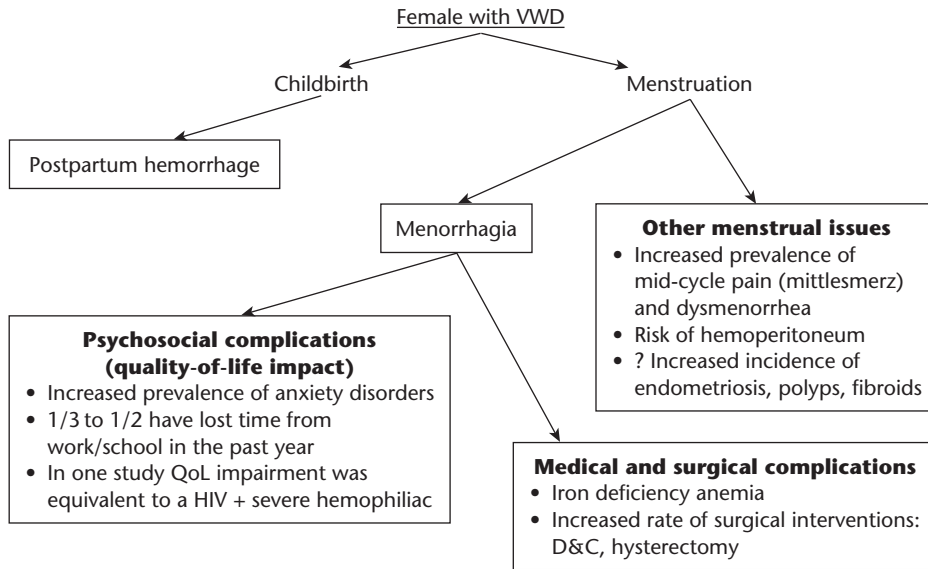 Female with VWD
Childbirth
Menstruation
Postpartum hemorrhage
Menorrhagia
Other menstrual issues
• Increased prevalence of
mid-cycle pain (mittlesmerz)
and dysmenorrhea
• Risk of hemoperitoneum
• ? Increased incidence of
endometriosis, polyps, fibroids
Psychosocial complications
(quality-of-life impact)
• Increased prevalence of anxiety disorders
• 1/3 to 1/2 have lost time from
work/school in the past year
• In one study QoL impairment was
equivalent to a HIV + severe hemophiliac
Medical and surgical complications
• Iron deficiency anemia
• Increased rate of surgical interventions:
D&C, hysterectomy